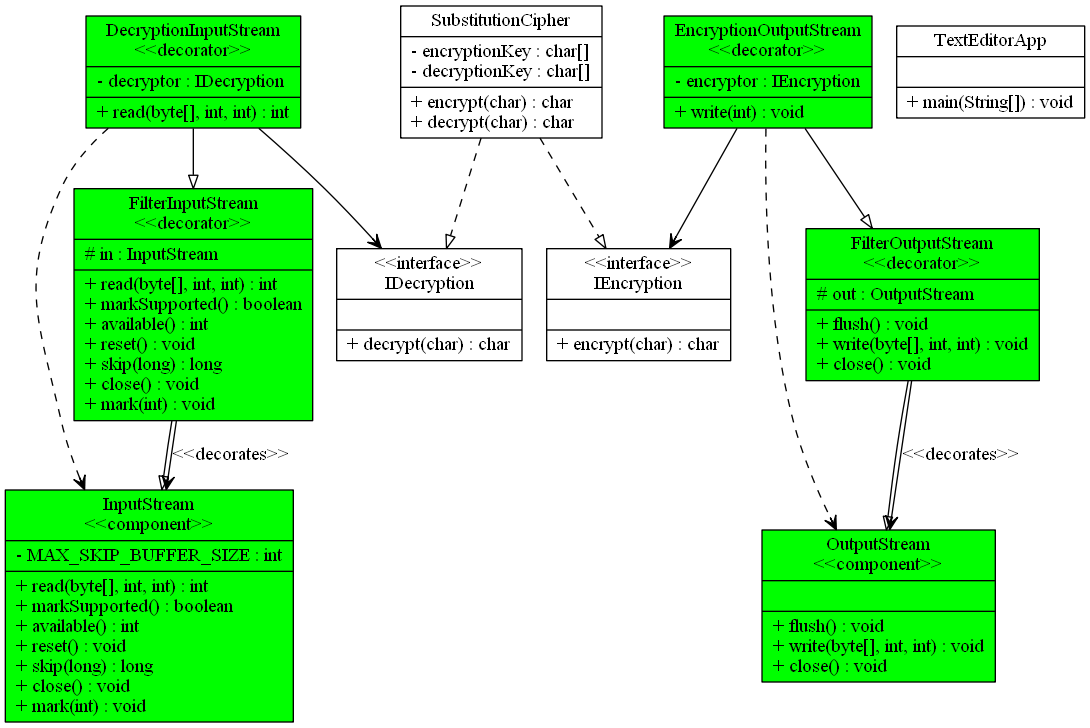 DecryptionInputStream
<<decorator>>
- decryptor : IDecryption
+ read(byte[], int, int) : int
SubstitutionCipher
- encryptionKey : char[]
- decryptionKey : char[]
+ encrypt(char) : char
+ decrypt(char) : char
EncryptionOutputStream
<<decorator>>
- encryptor : IEncryption
+ write(int) : void
TextEditorApp
+ main(String[]) : void
FilterInputStream
<<decorator>>
# in : InputStream
+ read(byte[], int, int) : int
+ markSupported() : boolean
+ available() : int
+ reset() : void
+ skip(long) : long
+ close() : void
+ mark(int) : void
<<interface>>
IDecryption
+ decrypt(char) : char
<<interface>>
IEncryption
+ encrypt(char) : char
FilterOutputStream
<<decorator>>
# out : OutputStream
+ flush() : void
+ write(byte[], int, int) : void
+ close() : void
<<decorates>>
<<decorates>>
InputStream
<<component>>
- MAX_SKIP_BUFFER_SIZE : int
+ read(byte[], int, int) : int
+ markSupported() : boolean
+ available() : int
+ reset() : void
+ skip(long) : long
+ close() : void
+ mark(int) : void
OutputStream
<<component>>
+ flush() : void
+ write(byte[], int, int) : void
+ close() : void